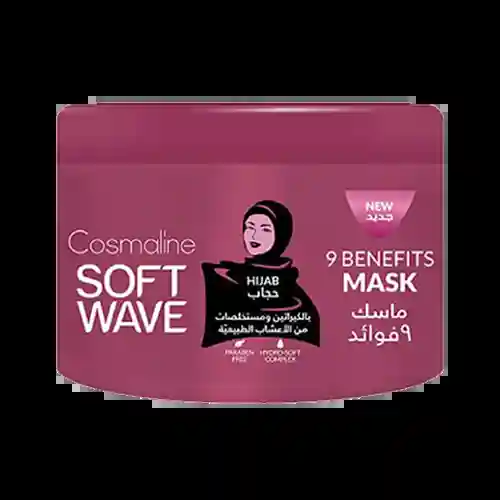 NEW
جديد
Cosmaline
SOFT
WAVE
HIJAB
حجاب
بالكيراتين ومستخلصات
من الأعشاب الطبيعيّة
PARABEN
FREE
HYDRO-SOFT
COMPLEX
9 BENEFITS
MASK
ماسك
٩ فوائد